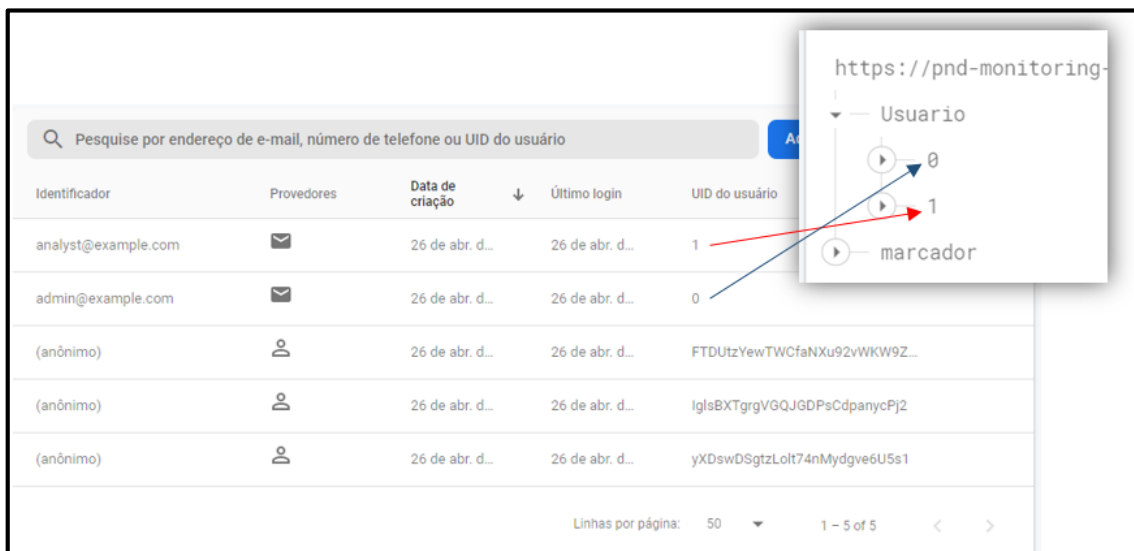 https://pnd-monitoring-
Usuario
0
1
marcador
Pesquise por endereço de e-mail, número de telefone ou UID do usuário
Identificador Provedores Data de criação Último login UID do usuário
analyst@example.com 26 de abr. d... 26 de abr. d... 1
admin@example.com 26 de abr. d... 26 de abr. d... 0
(anônimo) 26 de abr. d... 26 de abr. d... FTDUtzYewTWCfaNXu92vWKW9Z...
(anônimo) 26 de abr. d... 26 de abr. d... IglsBXTgrgVGQJGDPsCdpanycPj2
(anônimo) 26 de abr. d... 26 de abr. d... yXDswDSgtzLolt74nMydgve6U5s1
Linhas por página: 50 1 – 5 of 5